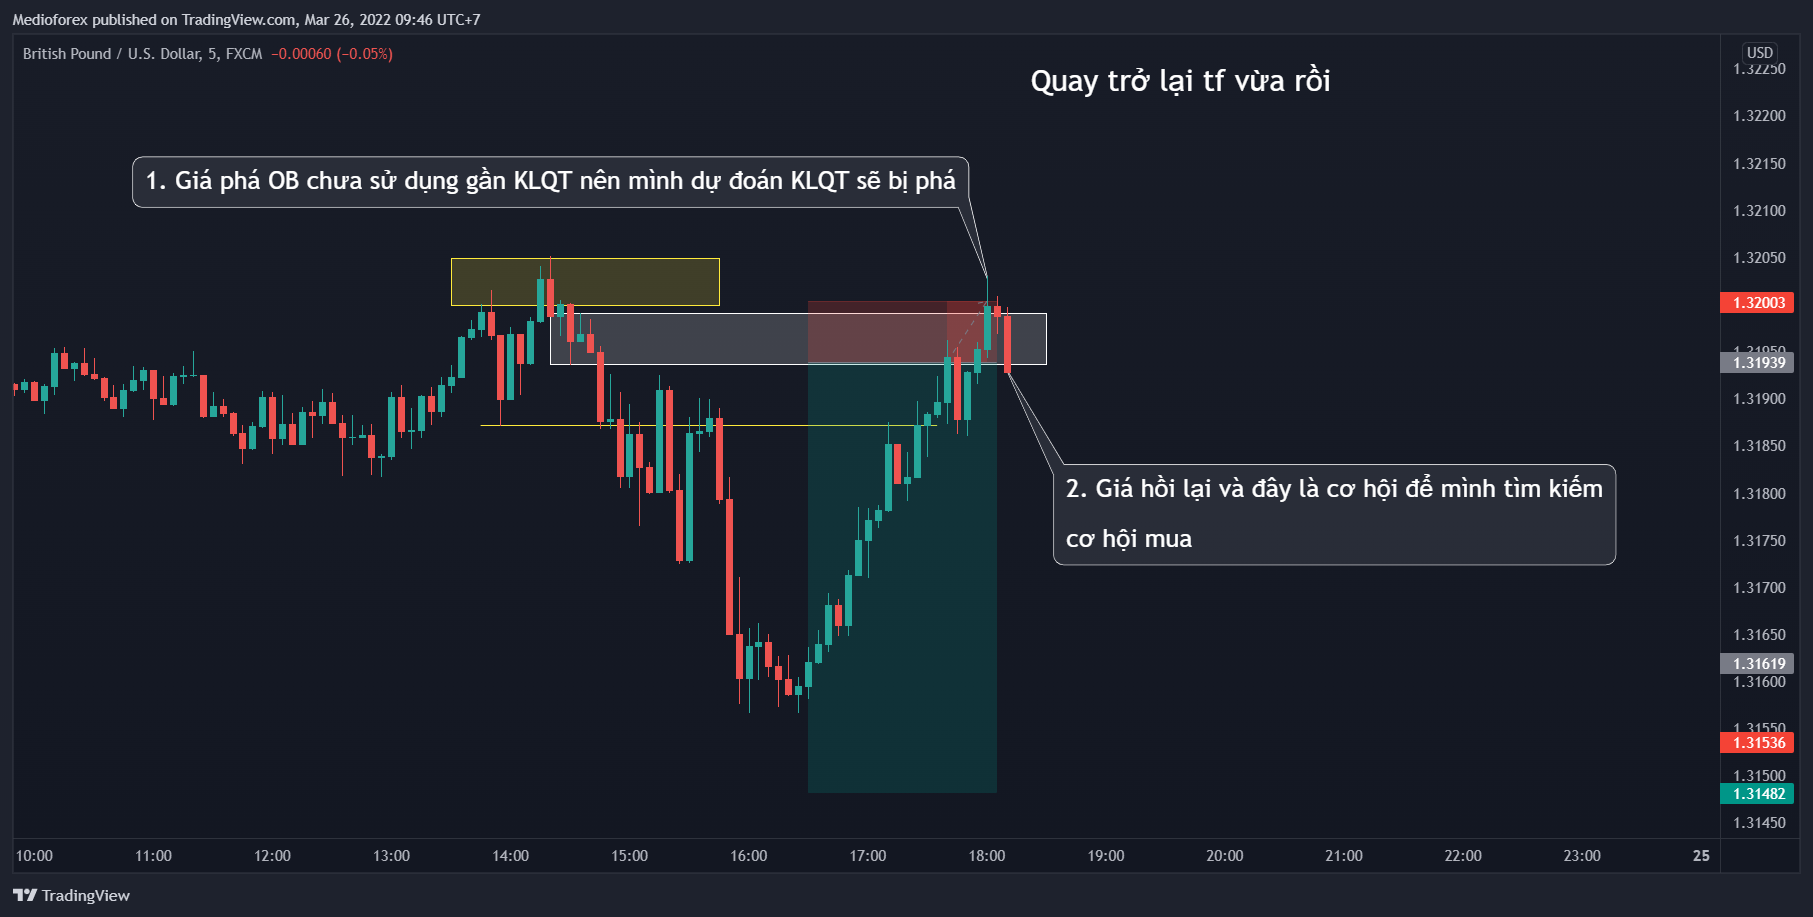 Medioforex published on TradingView.com, Mar 26, 2022 09:46 UTC+7
British Pound / U.S. Dollar, 5, FXCM −0.00060 (−0.05%)
USD
Quay trở lại tf vừa rồi
1. Giá phá OB chưa sử dụng gần KLQT nên mình dự đoán KLQT sẽ bị phá
2. Giá hồi lại và đây là cơ hội để mình tìm kiếm
cơ hội mua
1.32250
1.32200
1.32150
1.32100
1.32050
1.32003
1.31950
1.31939
1.31900
1.31850
1.31800
1.31750
1.31700
1.31650
1.31619
1.31600
1.31550
1.31536
1.31500
1.31482
1.31450
10:00 11:00 12:00 13:00 14:00 15:00 16:00 17:00 18:00 19:00 20:00 21:00 22:00 23:00 25
TradingView